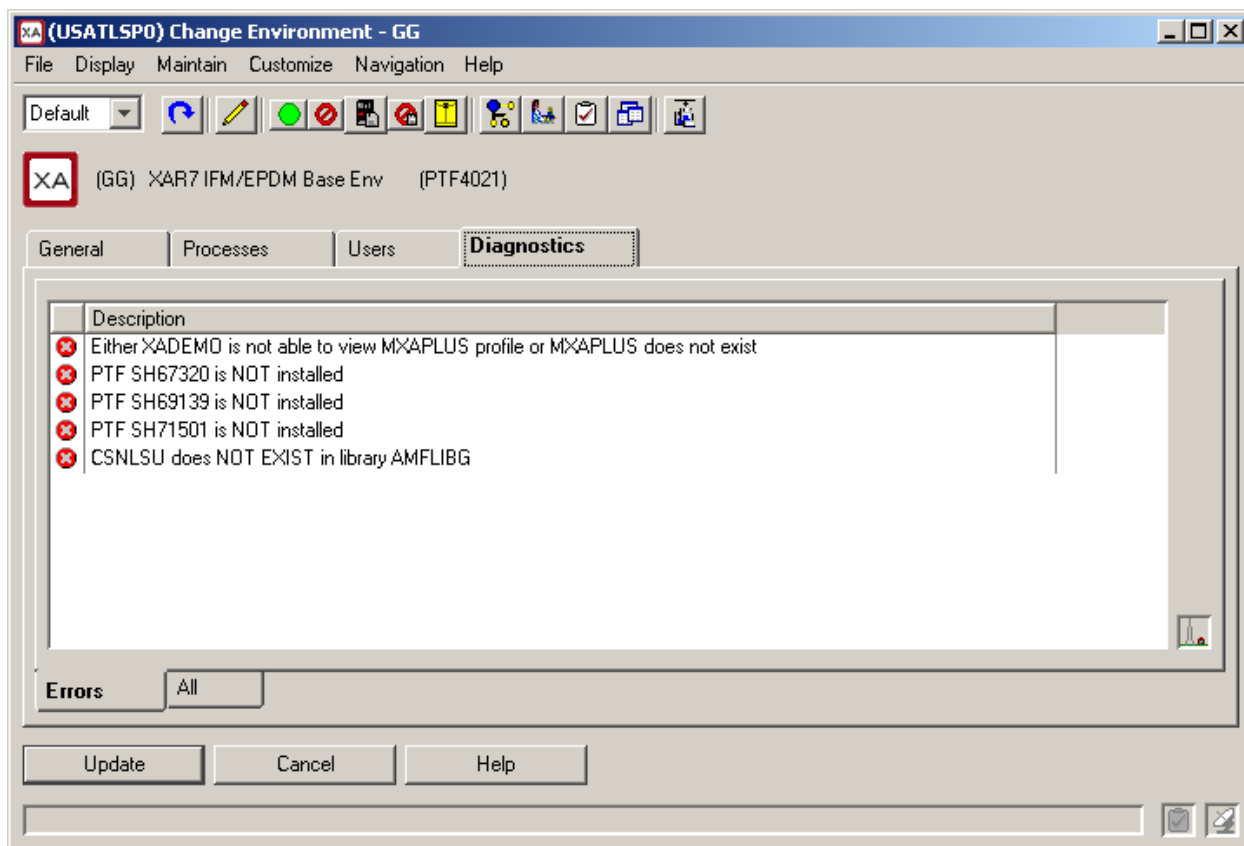 XA (USATLSP0) Change Environment - GG
File Display Maintain Customize Navigation Help
Default
XA (GG) XAR7 IFM/EPDM Base Env (PTF4021)
General Processes Users Diagnostics
Description
Either XADEMO is not able to view MXAPLUS profile or MXAPLUS does not exist
PTF SH67320 is NOT installed
PTF SH69139 is NOT installed
PTF SH71501 is NOT installed
CSNLSU does NOT EXIST in library AMFLIBG
Errors All
Update Cancel Help